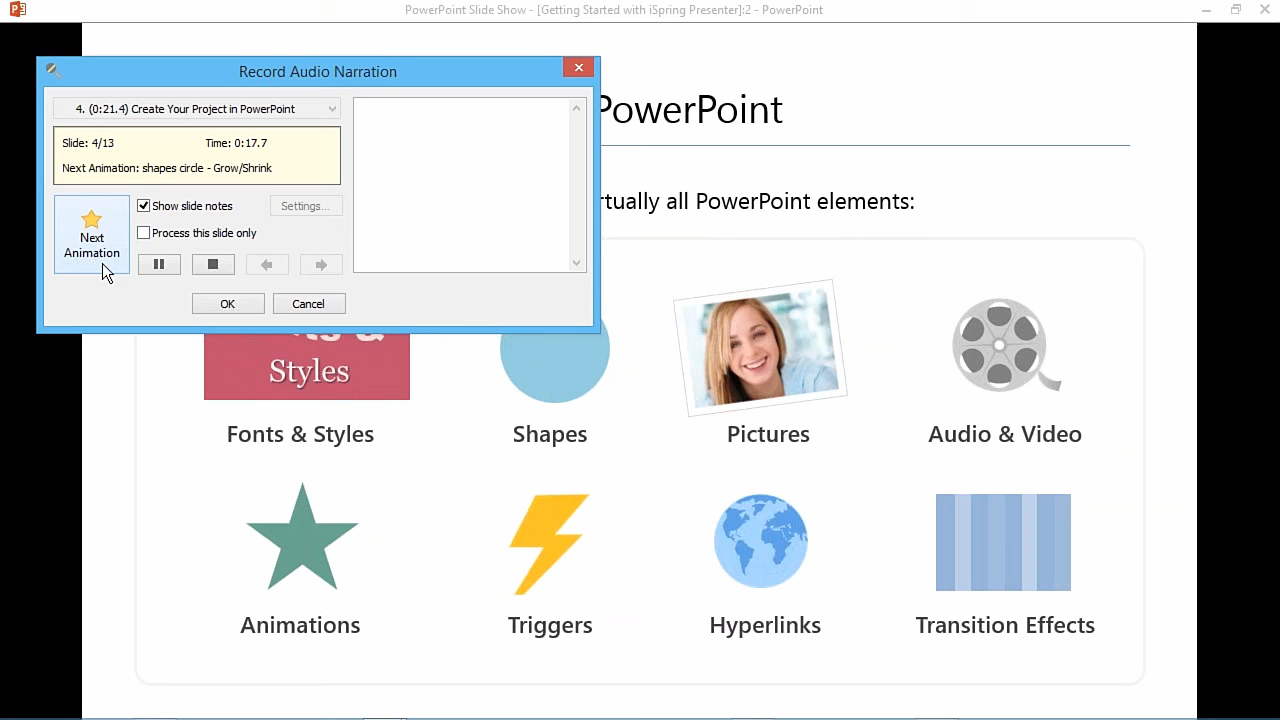 PowerPoint Slide Show - [Getting Started with iSpring Presenter]:2 - PowerPoint
Record Audio Narration
4. (0:21.4) Create Your Project in PowerPoint
Slide: 4/13 Time: 0:17.7
Next Animation: shapes circle - Grow/Shrink
Next
Animation
Show slide notes
Settings...
Process this slide only
OK
Cancel
PowerPoint
rtually all PowerPoint elements:
Styles
Fonts & Styles
Shapes
Pictures
Audio & Video
Animations
Triggers
Hyperlinks
Transition Effects